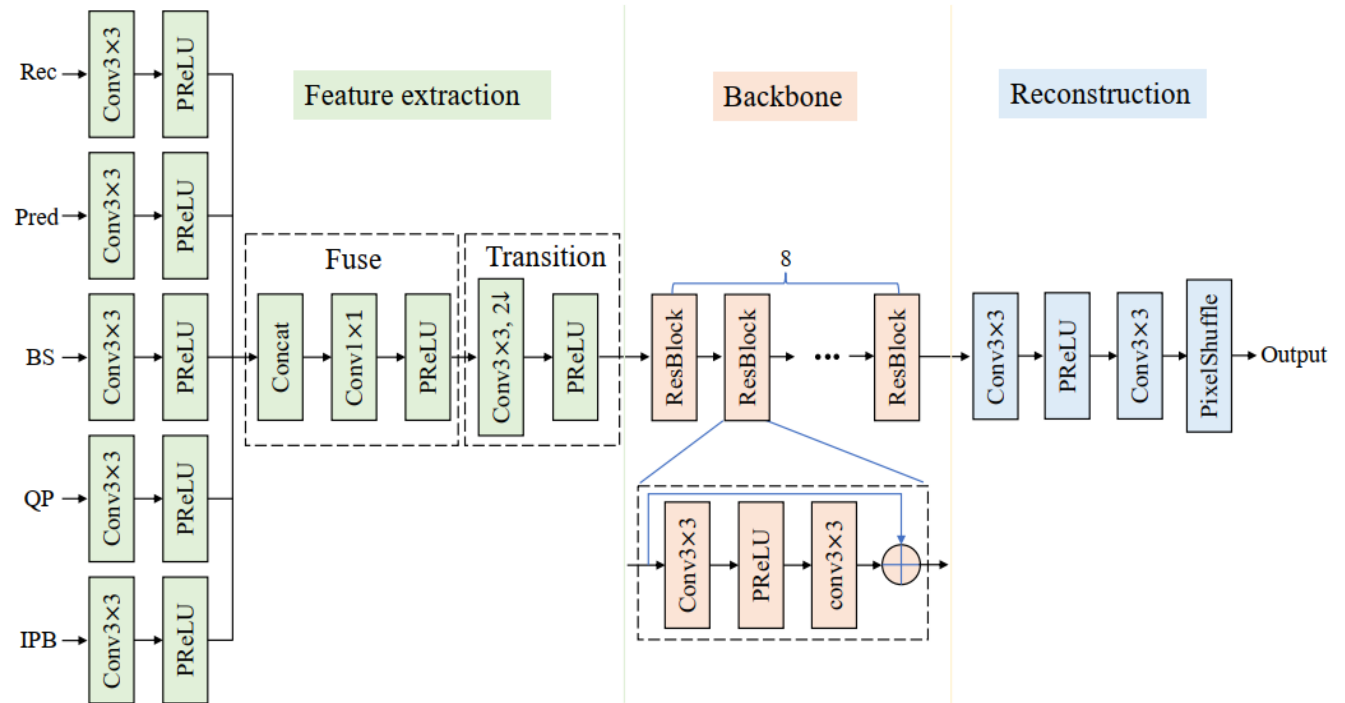 Rec
Conv3×3
PReLU
Feature extraction
Backbone
Reconstruction
Pred
Conv3×3
PReLU
Fuse
Transition
8
BS
Conv3×3
PReLU
Concat
Conv1×1
PReLU
Conv3×3, 2↓
PReLU
ResBlock
ResBlock
•••
ResBlock
Conv3×3
PReLU
Conv3×3
PixelShuffle
Output
QP
Conv3×3
PReLU
Conv3×3
PReLU
conv3×3
IPB
Conv3×3
PReLU